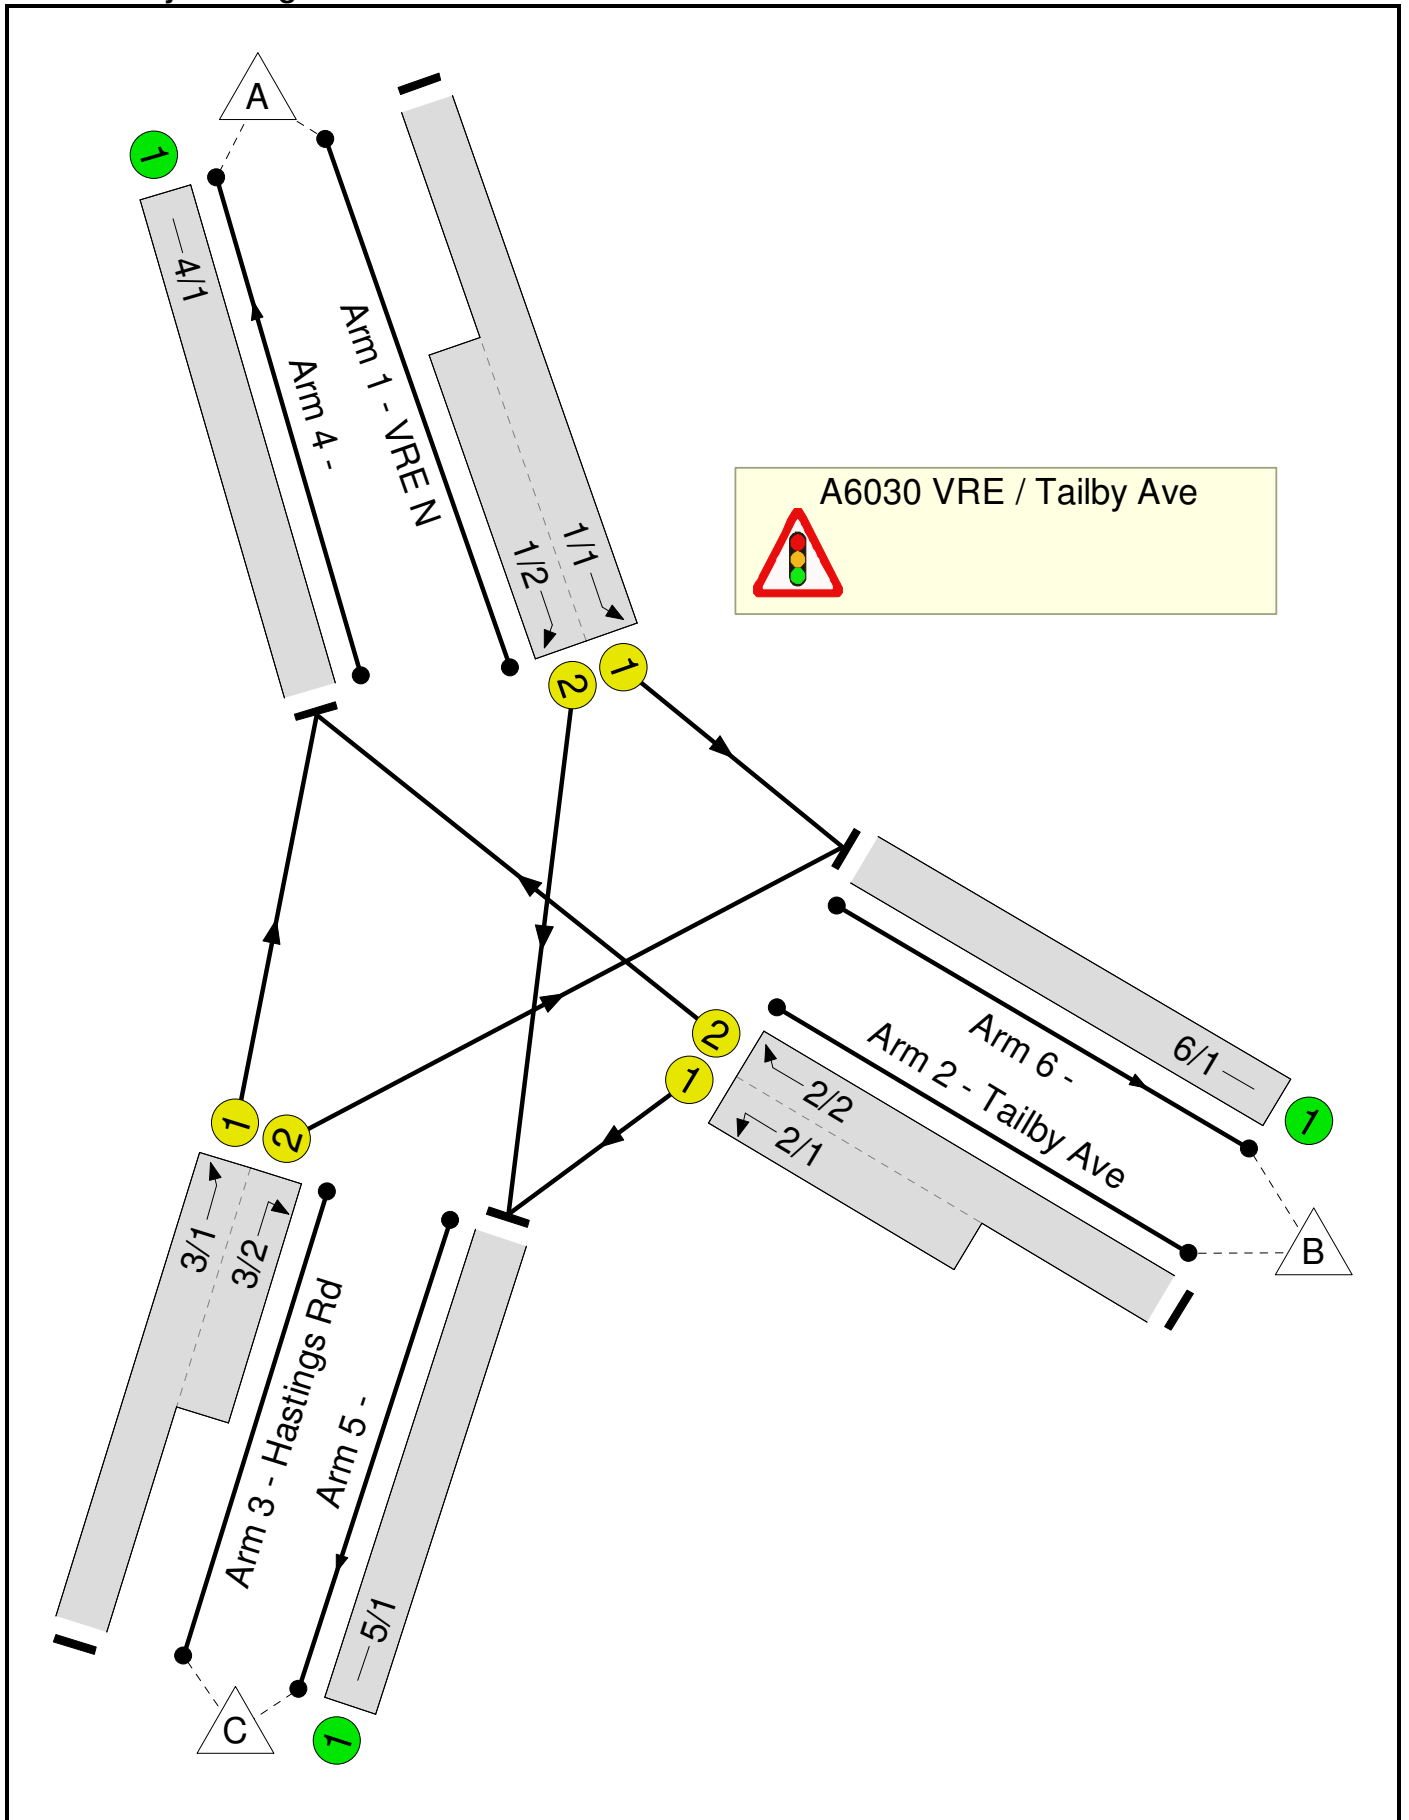 A
1
4/1
Arm 4 -
Arm 1 - VRE N
1/2
1/1
2
1
A6030 VRE / Tailby Ave
2
1
2/2
2/1
Arm 6 -
Arm 2 - Tailby Ave
6/1
1
B
1
2
3/1
3/2
Arm 3 - Hastings Rd
Arm 5 -
5/1
C
1